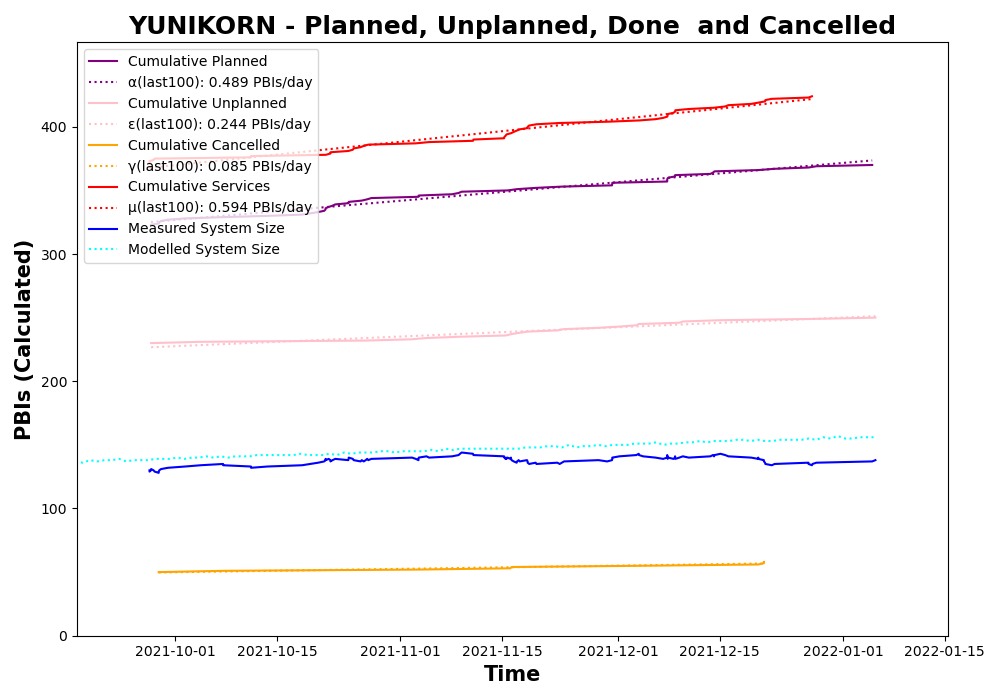 YUNIKORN - Planned, Unplanned, Done  and Cancelled
Cumulative Planned
α(last100): 0.489 PBIs/day
Cumulative Unplanned
ε(last100): 0.244 PBIs/day
Cumulative Cancelled
γ(last100): 0.085 PBIs/day
Cumulative Services
μ(last100): 0.594 PBIs/day
Measured System Size
Modelled System Size
PBIs (Calculated)
400
300
200
100
0
2021-10-01
2021-10-15
2021-11-01
2021-11-15
2021-12-01
2021-12-15
2022-01-01
2022-01-15
Time